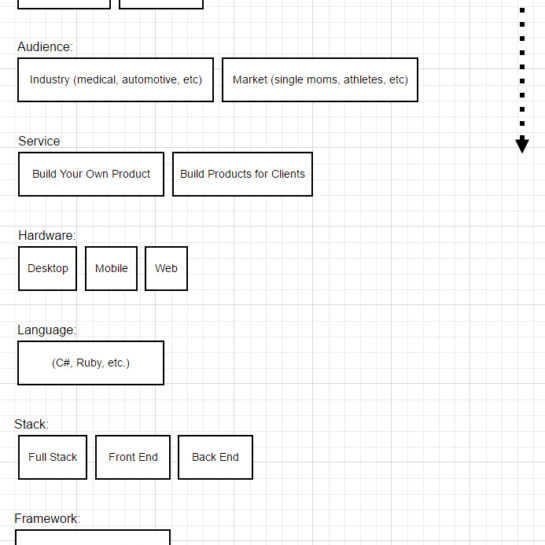 Audience:
Industry (medical, automotive, etc)
Market (single moms, athletes, etc)
Service
Build Your Own Product
Build Products for Clients
Hardware:
Desktop
Mobile
Web
Language:
(C#, Ruby, etc.)
Stack:
Full Stack
Front End
Back End
Framework: